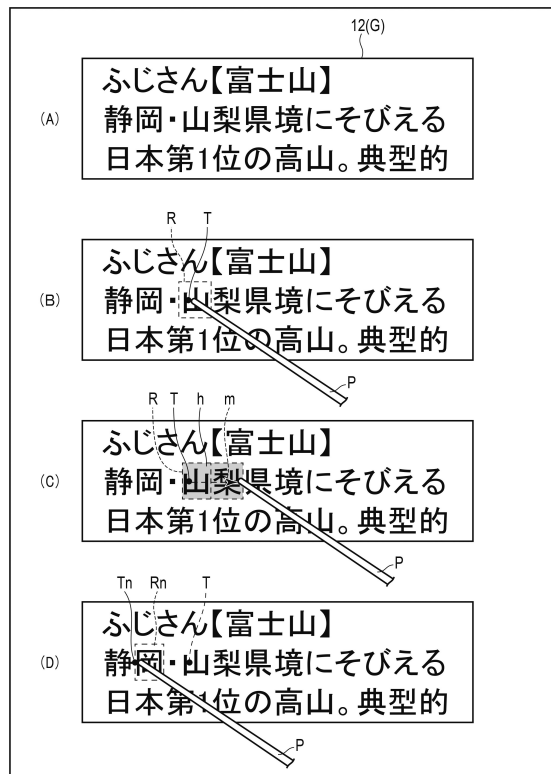 12(G)
(A)
ふじさん【富士山】
静岡・山梨県境にそびえる
日本第1位の高山。典型的
R T
(B)
ふじさん【富士山】
静岡・山梨県境にそびえる
日本第1位の高山。典型的
P
R T h m
(C)
ふじさん【富士山】
静岡・山梨県境にそびえる
日本第1位の高山。典型的
P
Tn Rn T
(D)
ふじさん【富士山】
静岡・山梨県境にそびえる
日本第1位の高山。典型的
P